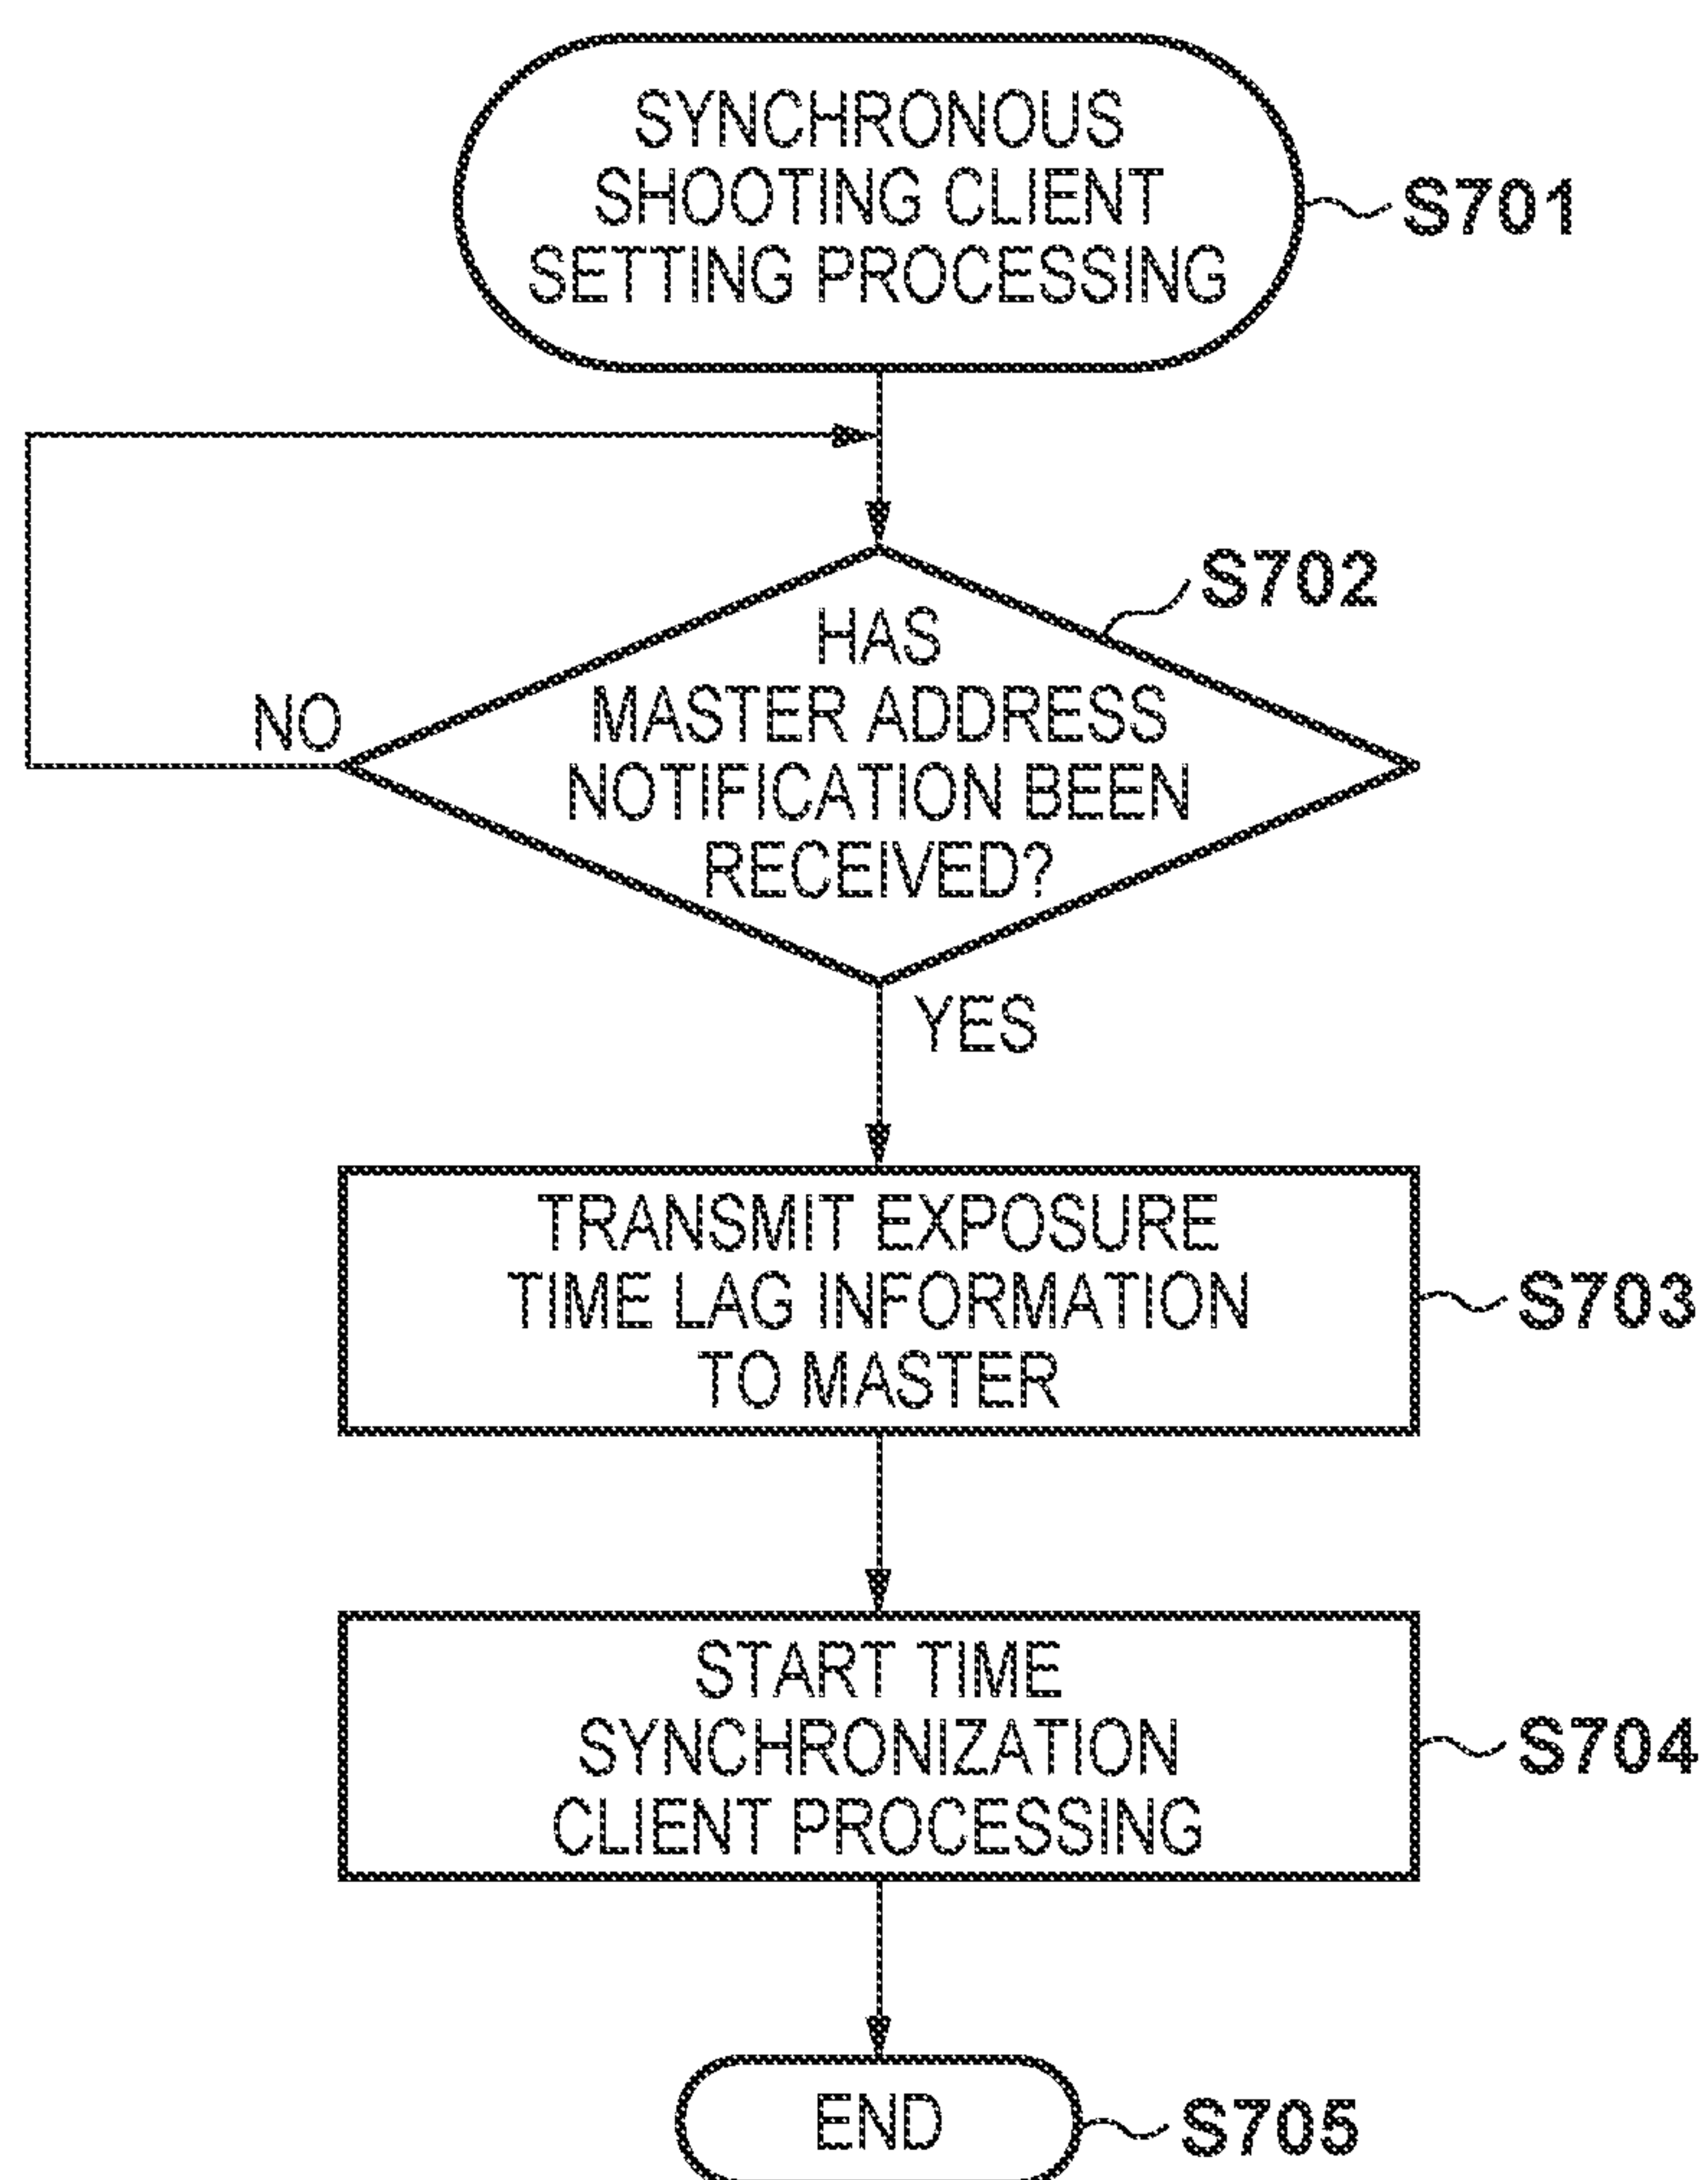 SYNCHRONOUS
SHOOTING CLIENT
SETTING PROCESSING
S701
S702
HAS
MASTER ADDRESS
NOTIFICATION BEEN
RECEIVED?
NO
YES
TRANSMIT EXPOSURE
TIME LAG INFORMATION
TO MASTER
S703
START TIME
SYNCHRONIZATION
CLIENT PROCESSING
S704
END
S705